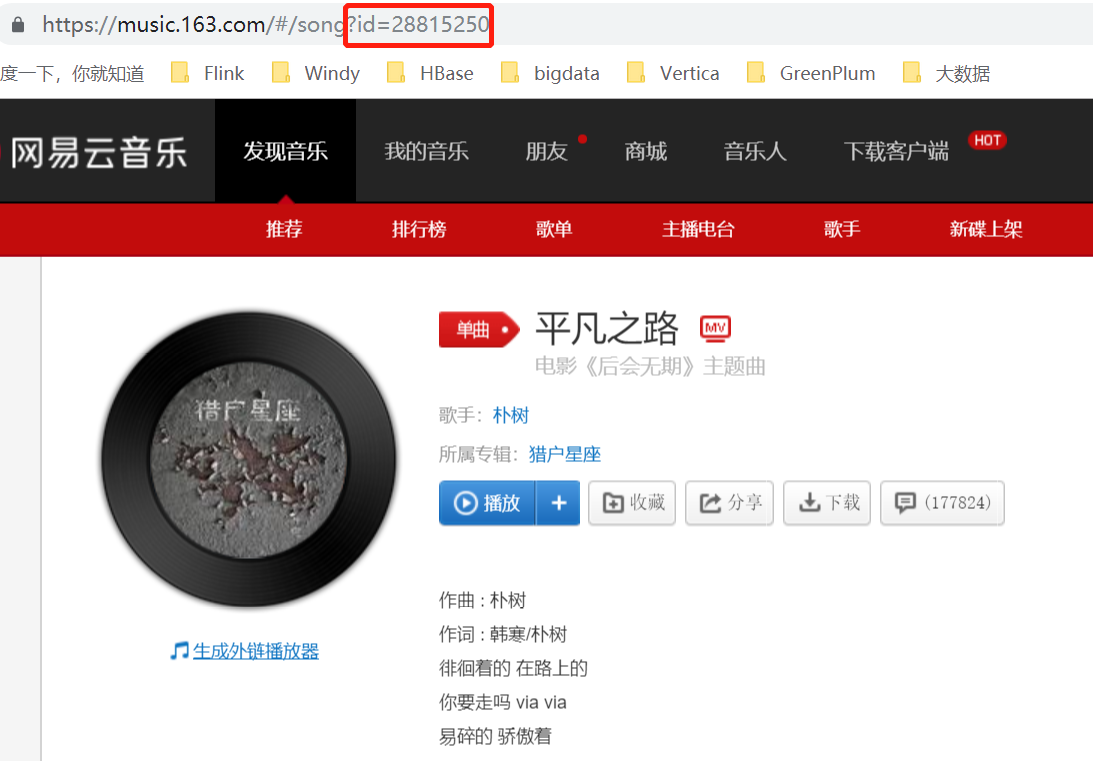 https://music.163.com/#/song?id=28815250
度一下，你就知道 Flink Windy HBase bigdata Vertica GreenPlum 大数据
网易云音乐 发现音乐 我的音乐 朋友 商城 音乐人 下载客户端 HOT
推荐 排行榜 歌单 主播电台 歌手 新碟上架
单曲 平凡之路 MV
电影《后会无期》主题曲
猎户星座
歌手：朴树
所属专辑：猎户星座
播放 + 收藏 分享 下载 (177824)
作曲 : 朴树
作词 : 韩寒/朴树
生成外链播放器
徘徊着的 在路上的
你要走吗 via via
易碎的 骄傲着